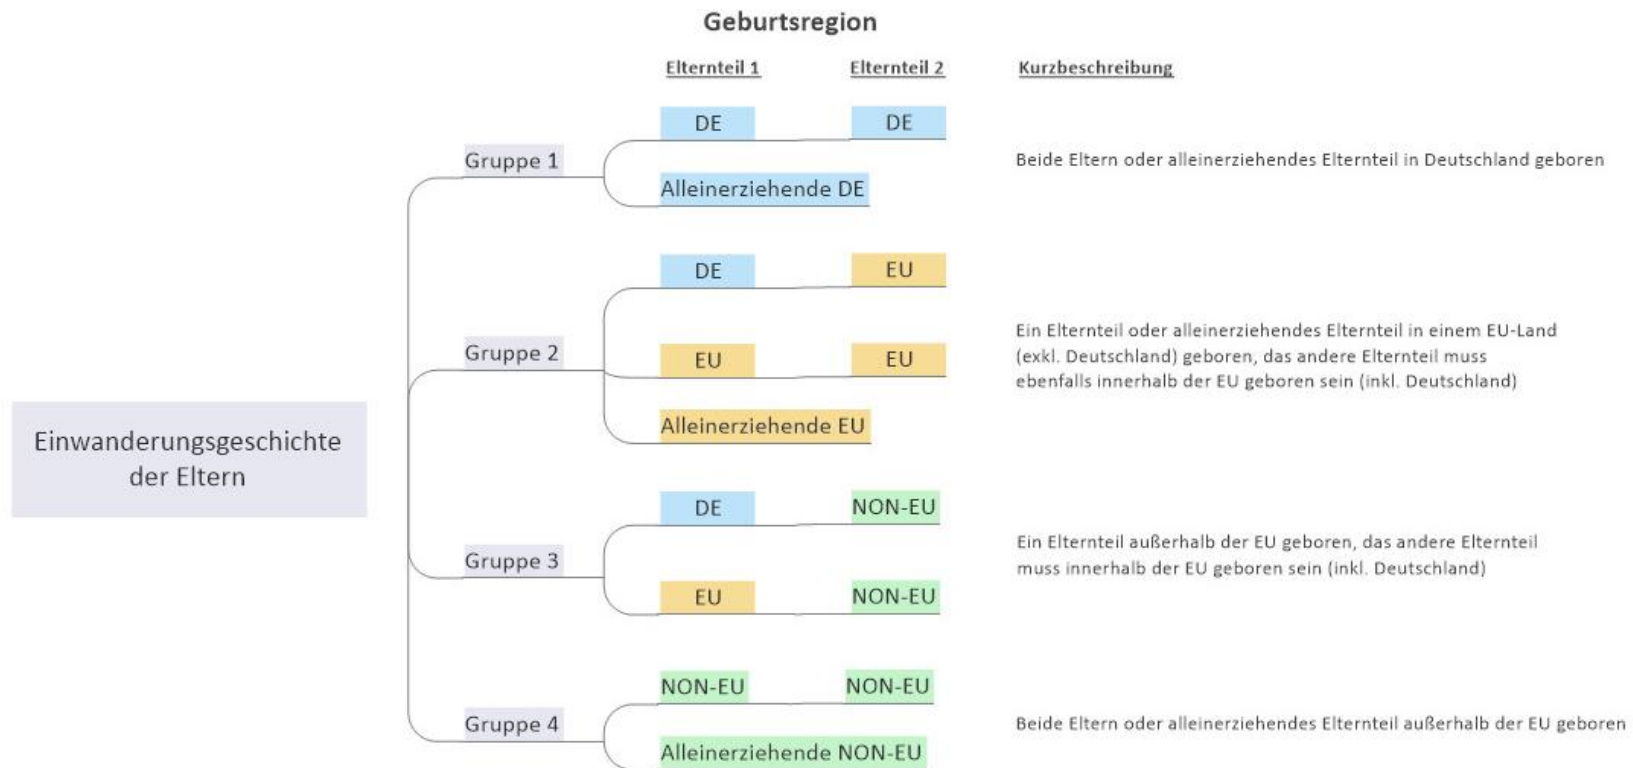 Geburtsregion
Elternteil 1 Elternteil 2 Kurzbeschreibung
DE DE
Gruppe 1
Beide Eltern oder alleinerziehendes Elternteil in Deutschland geboren
Alleinerziehende DE
DE EU
Gruppe 2
EU EU
Ein Elternteil oder alleinerziehendes Elternteil in einem EU-Land
(exkl. Deutschland) geboren, das andere Elternteil muss
ebenfalls innerhalb der EU geboren sein (inkl. Deutschland)
Alleinerziehende EU
Einwanderungsgeschichte
der Eltern
DE NON-EU
Gruppe 3
Ein Elternteil außerhalb der EU geboren, das andere Elternteil
muss innerhalb der EU geboren sein (inkl. Deutschland)
EU NON-EU
NON-EU NON-EU
Gruppe 4
Beide Eltern oder alleinerziehendes Elternteil außerhalb der EU geboren
Alleinerziehende NON-EU